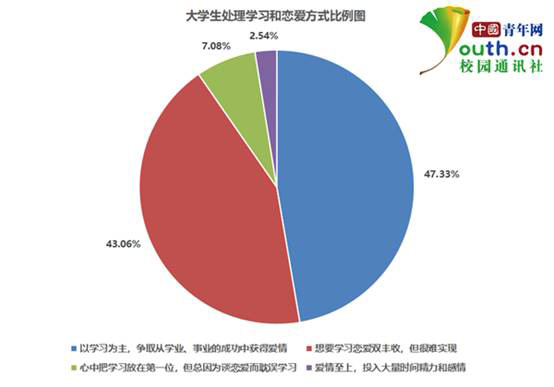 大学生处理学习和恋爱方式比例图
中國青年网
youth.cn
校园通讯社
2.54%
7.08%
47.33%
43.06%
以学习为主，争取从学业、事业的成功中获得爱情
想要学习恋爱双丰收，但很难实现
心中把学习放在第一位，但总因为谈恋爱而耽误学习
爱情至上，投入大量时间精力和感情